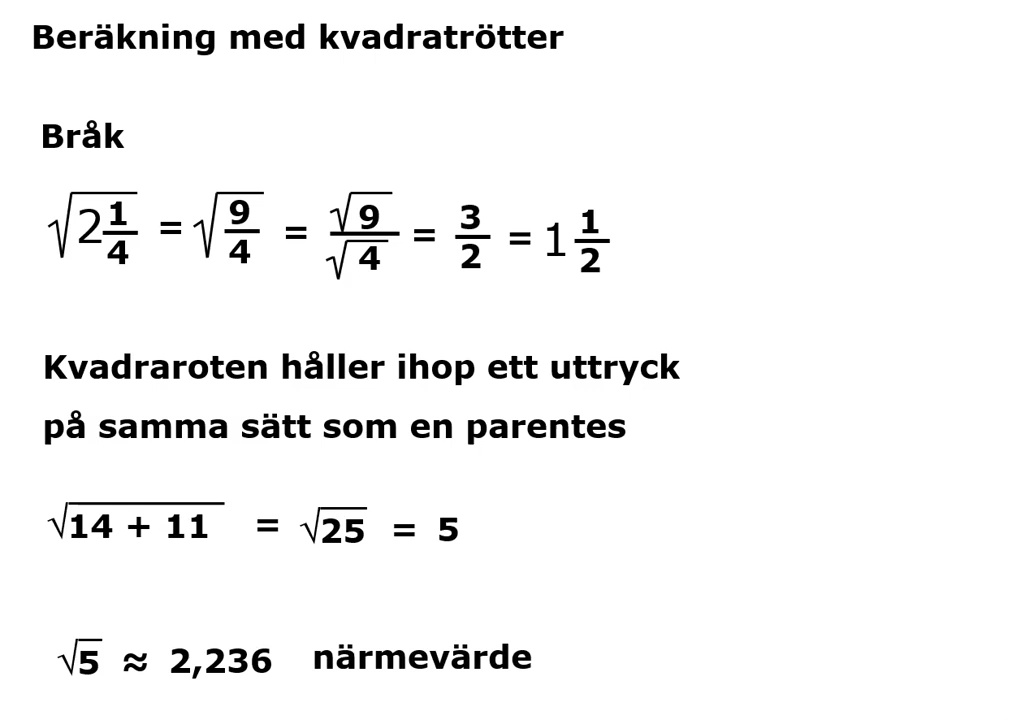 Beräkning med kvadratrötter
Bråk
√(2 1/4) = √(9/4) = √9/√4 = 3/2 = 1 1/2
Kvadraroten håller ihop ett uttryck
på samma sätt som en parentes
√(14 + 11) = √25 = 5
√5 ≈ 2,236 närmevärde